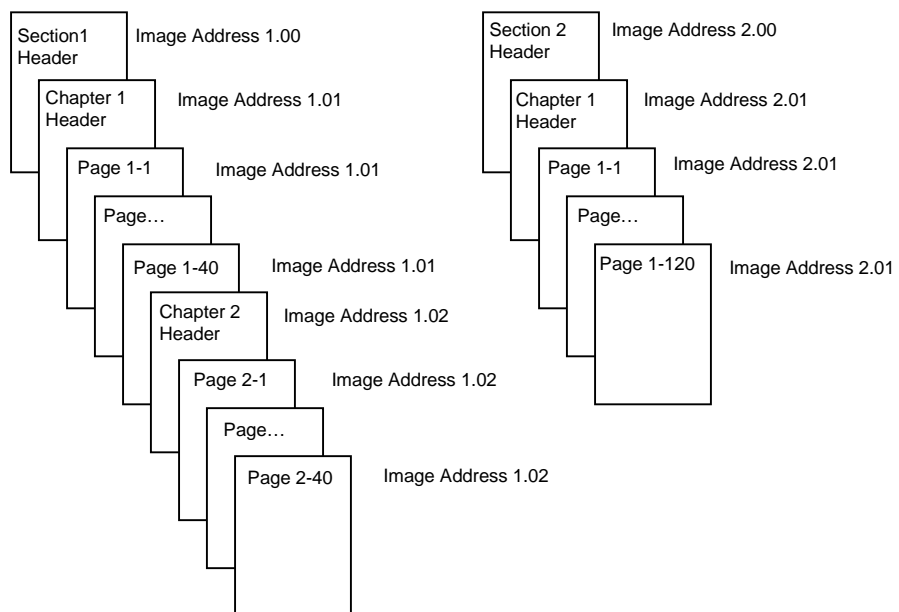 Section1
Header
Image Address 1.00
Chapter 1
Header
Image Address 1.01
Page 1-1
Image Address 1.01
Page…
Page 1-40
Image Address 1.01
Chapter 2
Header
Image Address 1.02
Page 2-1
Image Address 1.02
Page…
Page 2-40
Image Address 1.02
Section 2
Header
Image Address 2.00
Chapter 1
Header
Image Address 2.01
Page 1-1
Image Address 2.01
Page…
Page 1-120
Image Address 2.01